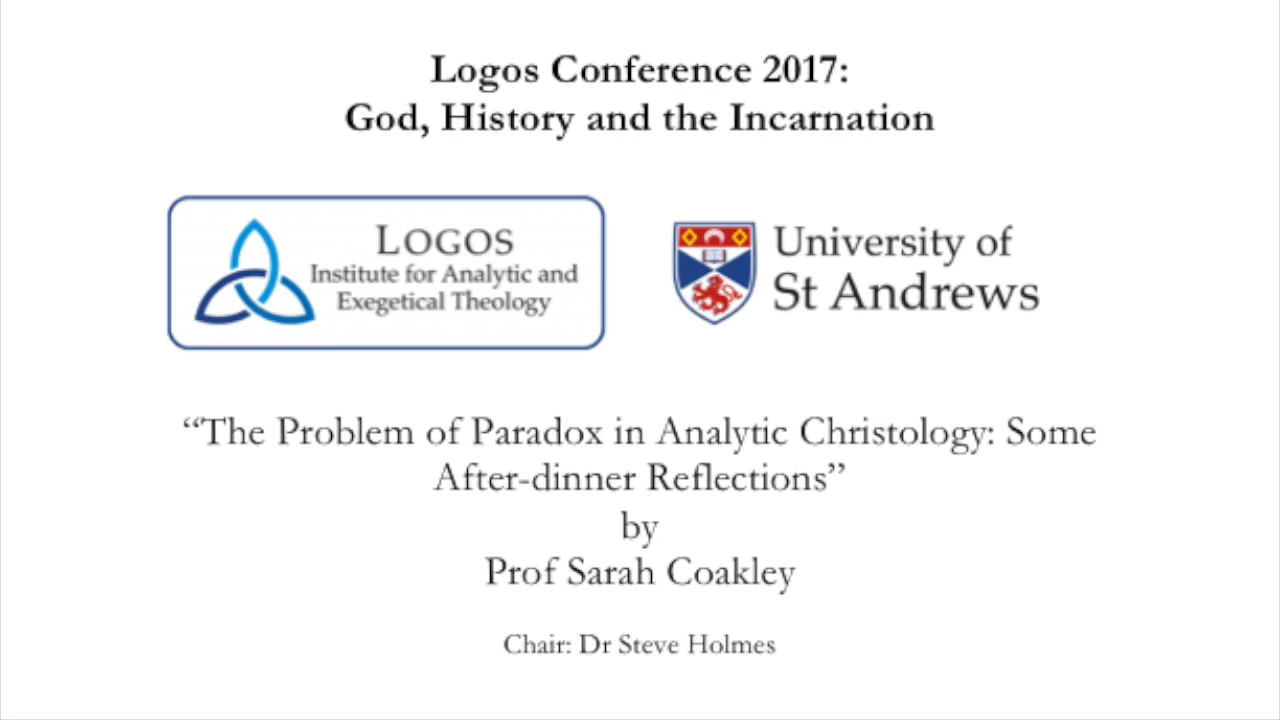 Logos Conference 2017:
God, History and the Incarnation
LOGOS
Institute for Analytic and
Exegetical Theology
University of
St Andrews
“The Problem of Paradox in Analytic Christology: Some
After-dinner Reflections”
by
Prof Sarah Coakley
Chair: Dr Steve Holmes